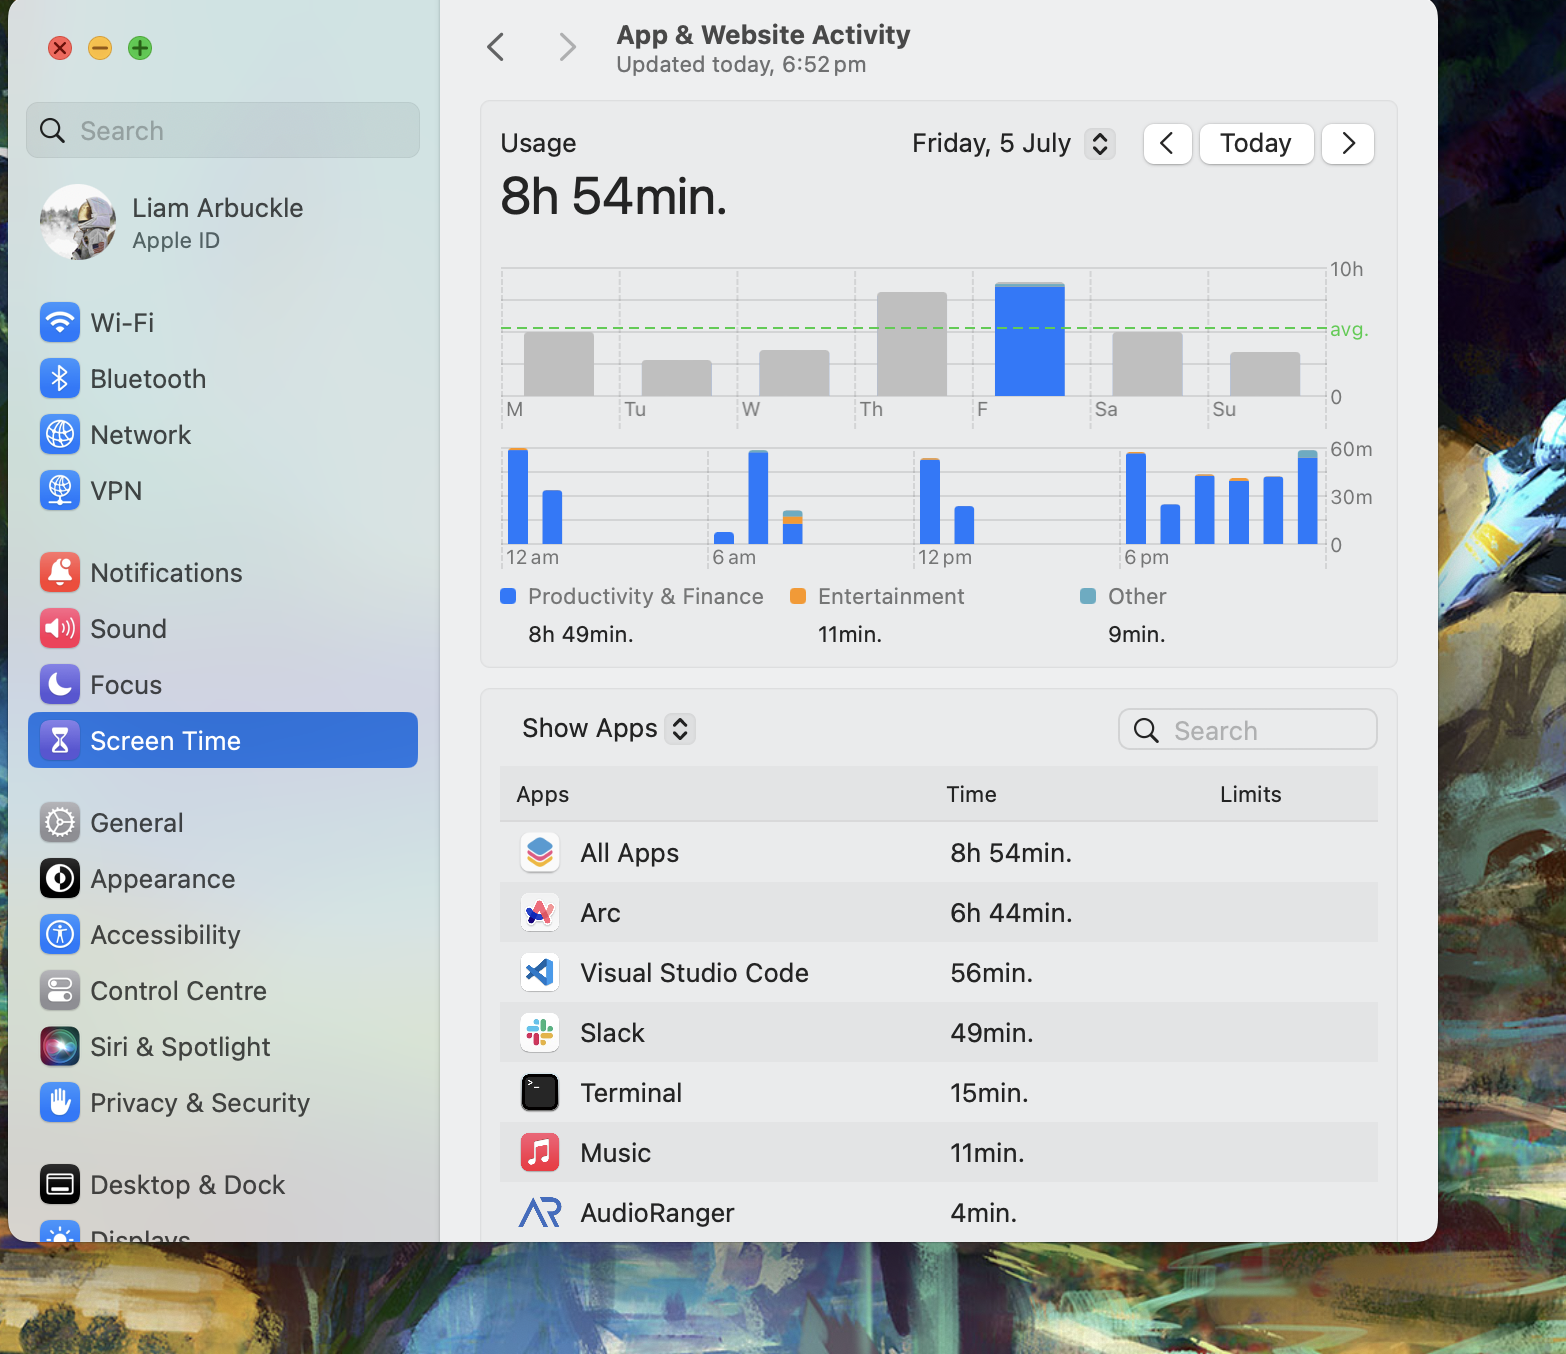 App & Website Activity
Updated today, 6:52 pm
Search
Liam Arbuckle
Apple ID
Wi-Fi
Bluetooth
Network
VPN
Notifications
Sound
Focus
Screen Time
General
Appearance
Accessibility
Control Centre
Siri & Spotlight
Privacy & Security
Desktop & Dock
Displays
Usage
Friday, 5 July
Today
8h 54min.
10h
avg.
0
M Tu W Th F Sa Su
60m
30m
0
12 am 6 am 12 pm 6 pm
Productivity & Finance Entertainment Other
8h 49min. 11min. 9min.
Show Apps
Search
Apps Time Limits
All Apps 8h 54min.
Arc 6h 44min.
Visual Studio Code 56min.
Slack 49min.
Terminal 15min.
Music 11min.
AudioRanger 4min.